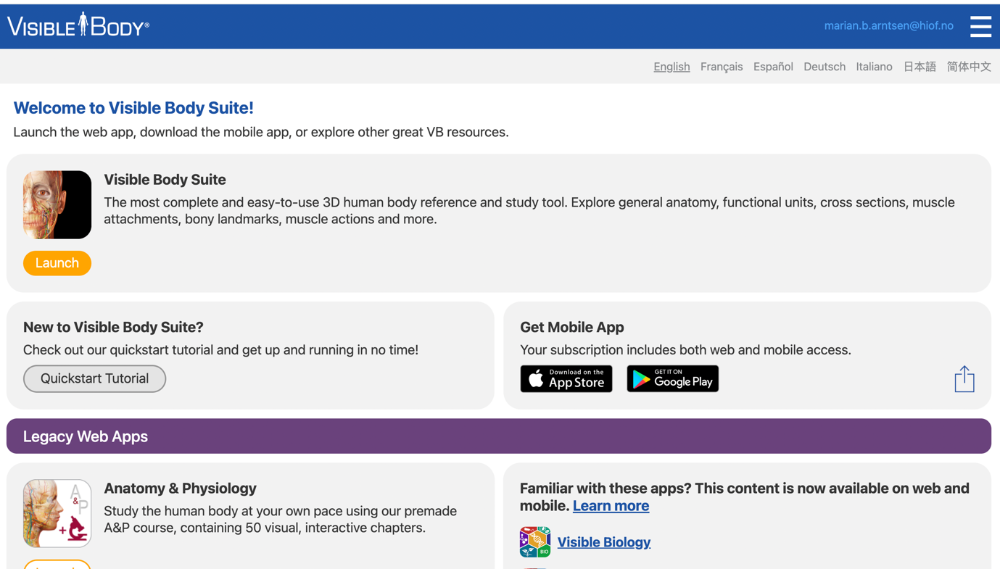 VISIBLE BODY®
marian.b.arntsen@hiof.no
English Français Español Deutsch Italiano 日本語 简体中文
Welcome to Visible Body Suite!
Launch the web app, download the mobile app, or explore other great VB resources.
Visible Body Suite
The most complete and easy-to-use 3D human body reference and study tool. Explore general anatomy, functional units, cross sections, muscle
attachments, bony landmarks, muscle actions and more.
Launch
New to Visible Body Suite?
Check out our quickstart tutorial and get up and running in no time!
Quickstart Tutorial
Get Mobile App
Your subscription includes both web and mobile access.
Download on the
App Store
GET IT ON
Google Play
Legacy Web Apps
A
&
P
Anatomy & Physiology
Study the human body at your own pace using our premade
A&P course, containing 50 visual, interactive chapters.
Familiar with these apps? This content is now available on web and
mobile. Learn more
BIO
Visible Biology